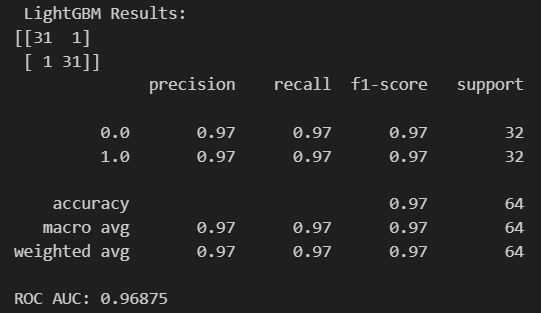 LightGBM Results:
[[31  1]
 [ 1 31]]
              precision    recall  f1-score   support

         0.0       0.97      0.97      0.97        32
         1.0       0.97      0.97      0.97        32

    accuracy                           0.97        64
   macro avg       0.97      0.97      0.97        64
weighted avg       0.97      0.97      0.97        64

ROC AUC: 0.96875